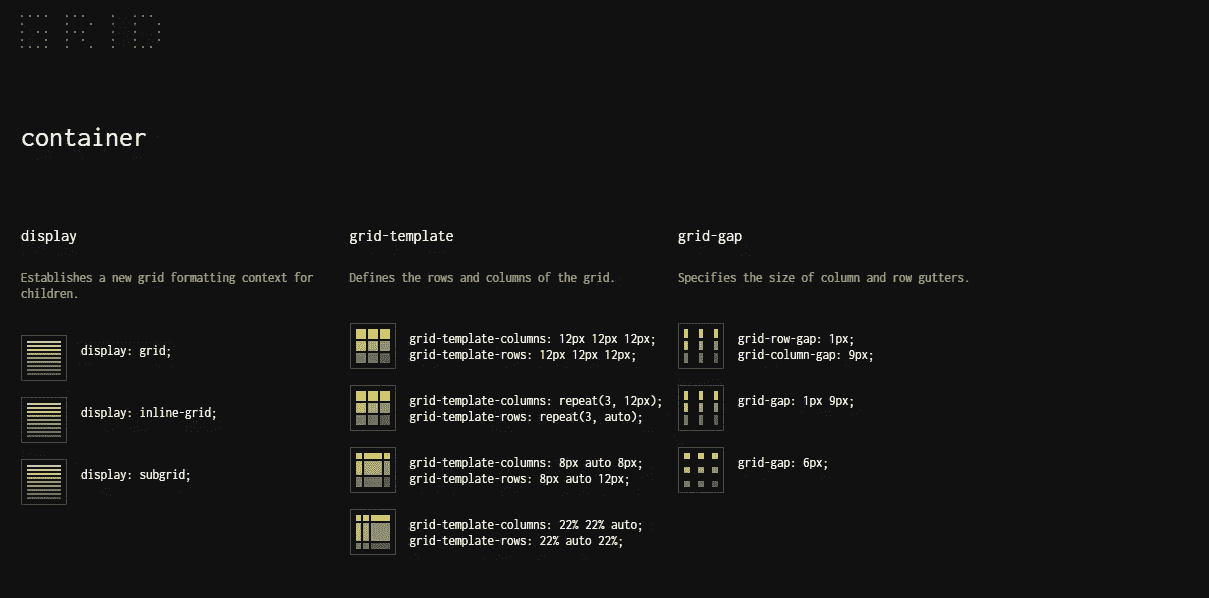 GRID
container
display
Establishes a new grid formatting context for
children.
display: grid;
display: inline-grid;
display: subgrid;
grid-template
Defines the rows and columns of the grid.
grid-template-columns: 12px 12px 12px;
grid-template-rows: 12px 12px 12px;
grid-template-columns: repeat(3, 12px);
grid-template-rows: repeat(3, auto);
grid-template-columns: 8px auto 8px;
grid-template-rows: 8px auto 12px;
grid-template-columns: 22% 22% auto;
grid-template-rows: 22% auto 22%;
grid-gap
Specifies the size of column and row gutters.
grid-row-gap: 1px;
grid-column-gap: 9px;
grid-gap: 1px 9px;
grid-gap: 6px;